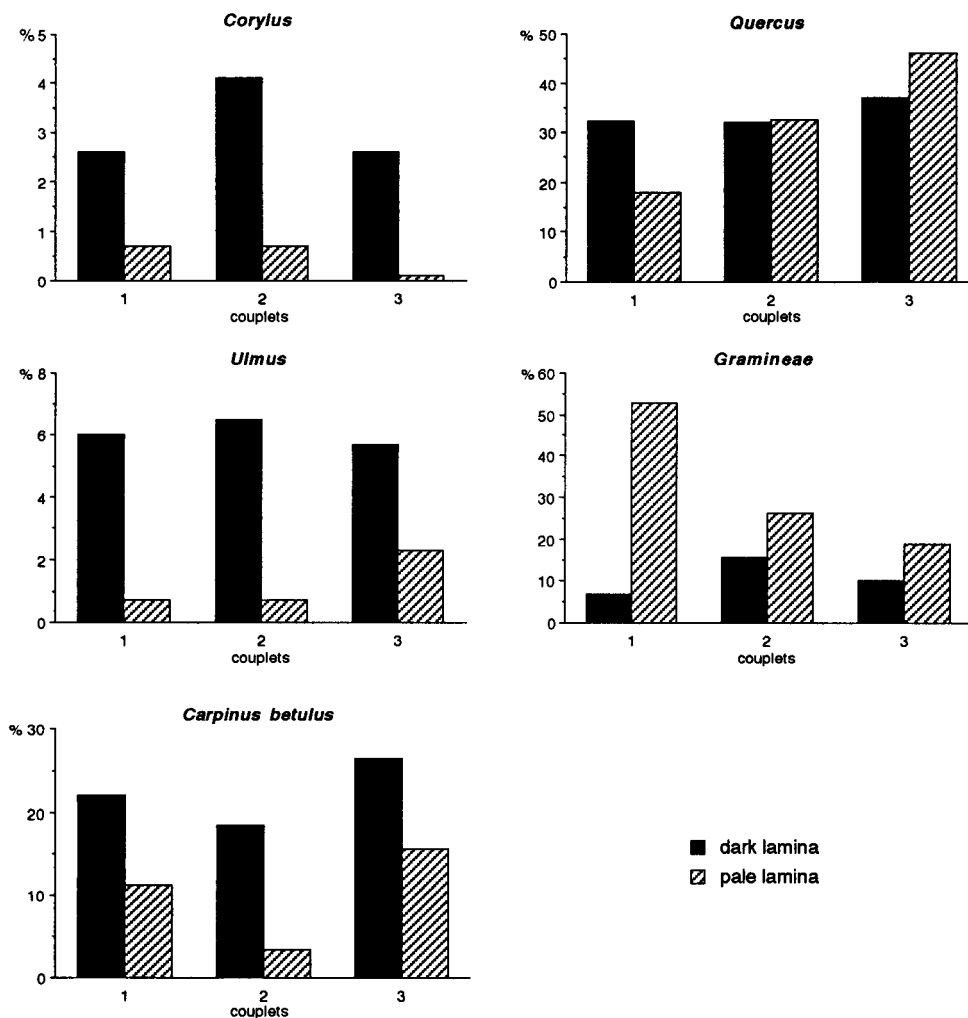 Corylus
% 5
4
3
2
1
0
1 2 3
couplets
Quercus
% 50
40
30
20
10
0
1 2 3
couplets
Ulmus
% 8
6
4
2
0
1 2 3
couplets
Gramineae
% 60
50
40
30
20
10
0
1 2 3
couplets
Carpinus betulus
% 30
20
10
0
1 2 3
couplets
dark lamina
pale lamina